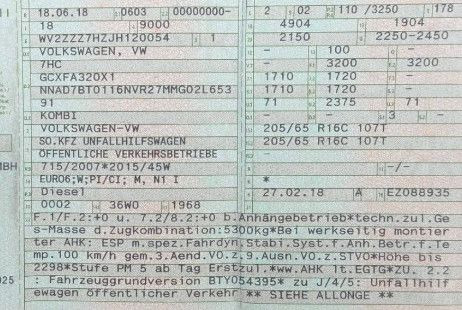 18.06.18 0603 00000000- 2 02 110 /3250 178
18 9000 4904 1904
WV2ZZZ7HZJH120054 1 2150 2250-2450
VOLKSWAGEN, VW - 100 -
7HC - 3200 3200
GCXFA320X1 1710 1720 -
NNAD7BT0116NVR27MMG02L653 1710 1720 -
91 71 2375 71
KOMBI - - 3 -
VOLKSWAGEN-VW 205/65 R16C 107T
SO.KFZ UNFALLHILFSWAGEN 205/65 R16C 107T
ÖFFENTLICHE VERKEHRSBETRIEBE -
715/2007*2015/45W -/-
EURO6;W;PI/CI; M, N1 I *
Diesel 27.02.18 A EZ088935
0002 36W0 1968
F.1/F.2:+0 u. 7.2/8.2:+0 b.Anhängebetrieb*techn.zul.Ge
s-Masse d.Zugkombination:5300kg*Bei werkseitig montier
ter AHK: ESP m.spez.Fahrdyn.Stabi.Syst.f.Anh.Betr.f.Te
mp.100 km/h gem.3.Aend.VO.z.9.Ausn.VO.z.STVO*Höhe bis
2298*Stufe PM 5 ab Tag Erstzul.*ww.AHK lt.EGTG*ZU. 2.2
: Fahrzeuggrundversion BTY054395* zu J/4/5: Unfallhilf
ewagen öffentlicher Verkehr ** SIEHE ALLONGE **